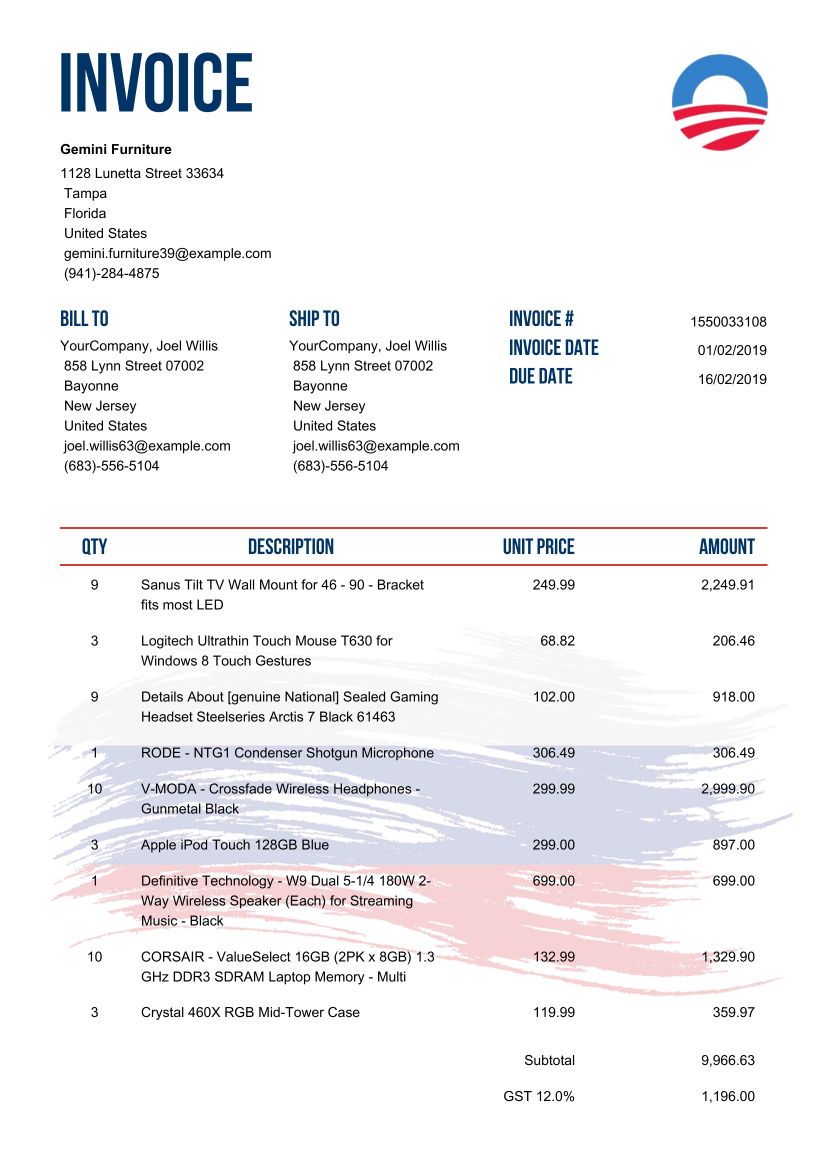 INVOICE
Gemini Furniture
1128 Lunetta Street 33634
Tampa
Florida
United States
gemini.furniture39@example.com
(941)-284-4875
BILL TO
YourCompany, Joel Willis
858 Lynn Street 07002
Bayonne
New Jersey
United States
joel.willis63@example.com
(683)-556-5104
SHIP TO
YourCompany, Joel Willis
858 Lynn Street 07002
Bayonne
New Jersey
United States
joel.willis63@example.com
(683)-556-5104
INVOICE # 1550033108
INVOICE DATE 01/02/2019
DUE DATE 16/02/2019
QTY DESCRIPTION UNIT PRICE AMOUNT
9 Sanus Tilt TV Wall Mount for 46 - 90 - Bracket 249.99 2,249.91
fits most LED
3 Logitech Ultrathin Touch Mouse T630 for 68.82 206.46
Windows 8 Touch Gestures
9 Details About [genuine National] Sealed Gaming 102.00 918.00
Headset Steelseries Arctis 7 Black 61463
1 RODE - NTG1 Condenser Shotgun Microphone 306.49 306.49
10 V-MODA - Crossfade Wireless Headphones - 299.99 2,999.90
Gunmetal Black
3 Apple iPod Touch 128GB Blue 299.00 897.00
1 Definitive Technology - W9 Dual 5-1/4 180W 2- 699.00 699.00
Way Wireless Speaker (Each) for Streaming
Music - Black
10 CORSAIR - ValueSelect 16GB (2PK x 8GB) 1.3 132.99 1,329.90
GHz DDR3 SDRAM Laptop Memory - Multi
3 Crystal 460X RGB Mid-Tower Case 119.99 359.97
Subtotal 9,966.63
GST 12.0% 1,196.00